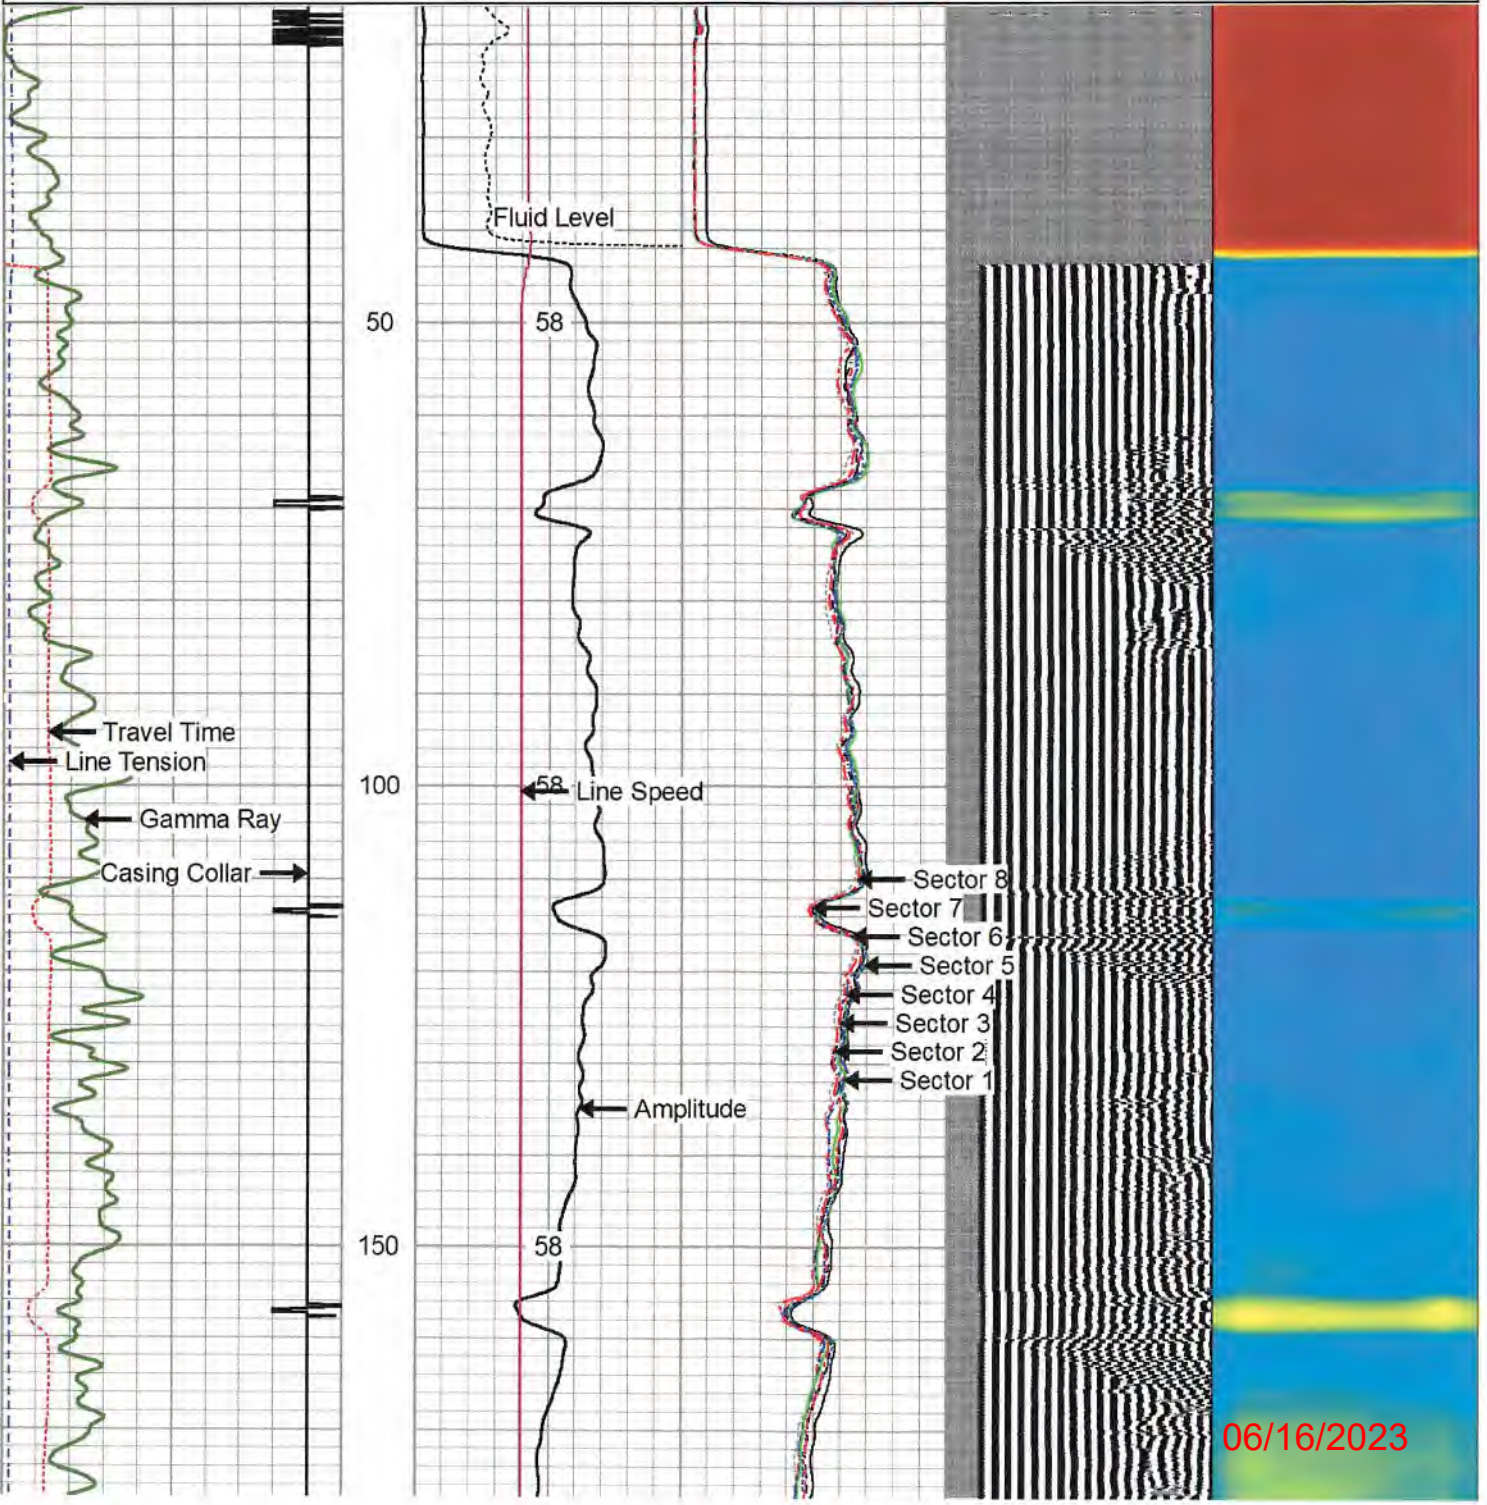 Fluid Level
50
58
Travel Time
Line Tension
100
58
Line Speed
Gamma Ray
Casing Collar
Sector 8
Sector 7
Sector 6
Sector 5
Sector 4
Sector 3
Sector 2
Sector 1
Amplitude
150
58
06/16/2023